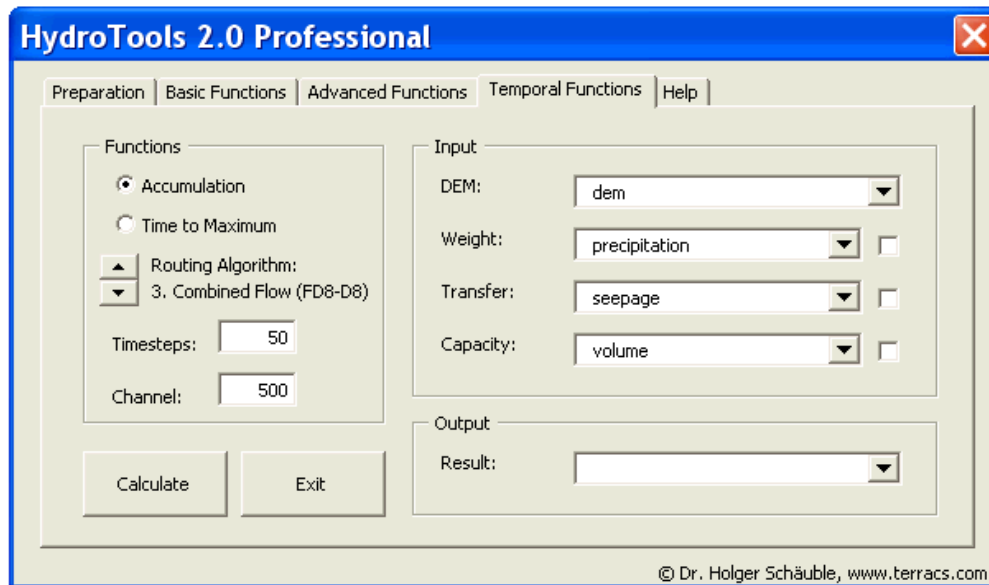 HydroTools 2.0 Professional
Preparation Basic Functions Advanced Functions Temporal Functions Help
Functions
Accumulation
Time to Maximum
Routing Algorithm:
3. Combined Flow (FD8-D8)
Timesteps: 50
Channel: 500
Calculate Exit
Input
DEM: dem
Weight: precipitation
Transfer: seepage
Capacity: volume
Output
Result:
© Dr. Holger Schäuble, www.terracs.com